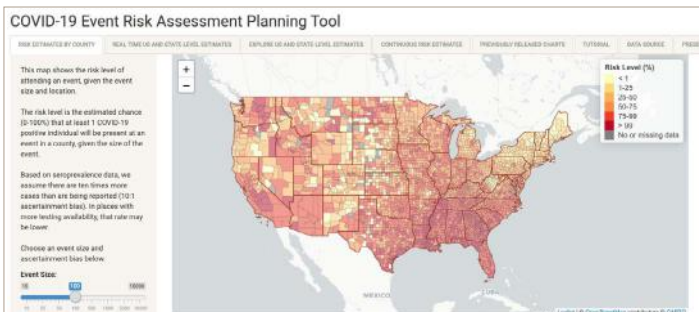 COVID-19 Event Risk Assessment Planning Tool
RISK ESTIMATES BY COUNTY REAL TIME US AND STATE-LEVEL ESTIMATES EXPLORE US AND STATE-LEVEL ESTIMATES CONTINUOUS RISK ESTIMATES PREVIOUSLY RELEASED CHARTS TUTORIAL DATA SOURCE
This map shows the risk level of
attending an event, given the event
size and location.
The risk level is the estimated chance
(0-100%) that at least 1 COVID-19
positive individual will be present at an
event in a county, given the size of the
event.
Based on seroprevalence data, we
assume there are ten times more
cases than are being reported (10:1
ascertainment bias). In places with
more testing availability, that rate may
be lower.
Choose an event size and
ascertainment bias below.
Event Size:
10 100
+
−
Risk Level (%)
< 1
1-25
25-50
50-75
75-99
> 99
No or missing data
MEXICO
CUBA